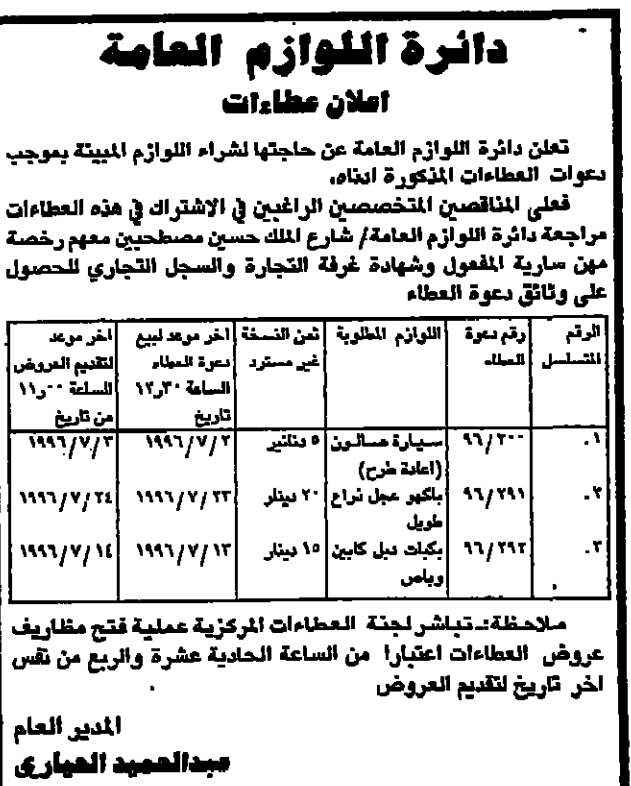 دائرة اللوازم العامة
اعلان عطاءات
تعلن دائرة اللوازم العامة عن حاجتها لشراء اللوازم المبينة بموجب
دعوات العطاءات المذكورة ادناه.
فعلى المناقصين المتخصصين الراغبين في الاشتراك في هذه العطاءات
مراجعة دائرة اللوازم العامة/ شارع الملك حسين مصطحبين معهم رخصة
مهن سارية المفعول وشهادة غرفة التجارة والسجل التجاري للحصول
على وثائق دعوة العطاء
الرقم المتسلسل | رقم دعوة العطاء | اللوازم المطلوبة | ثمن النسخة غير مسترد | اخر موعد لبيع دعوة العطاء الساعة ١٢٫٣٠ تاريخ | اخر موعد لتقديم العروض الساعة ١١٫٠٠ من تاريخ
١. | ٩٦/٢٠٠ | سيارة صالون (اعادة طرح) | ٥ دنانير | ١٩٩٦/٧/٢ | ١٩٩٦/٧/٣
٢. | ٩٦/٢٩١ | باكهو عجل ذراع طويل | ٢٠ دينار | ١٩٩٦/٧/٢٣ | ١٩٩٦/٧/٢٤
٣. | ٩٦/٢٩٢ | بكبات دبل كابين وباص | ١٥ دينار | ١٩٩٦/٧/١٣ | ١٩٩٦/٧/١٤
ملاحظة:ـ تباشر لجنة العطاءات المركزية عملية فتح مظاريف
عروض العطاءات اعتبارا من الساعة الحادية عشرة والربع من نفس
اخر تاريخ لتقديم العروض
المدير العام
عبدالحميد العبارى